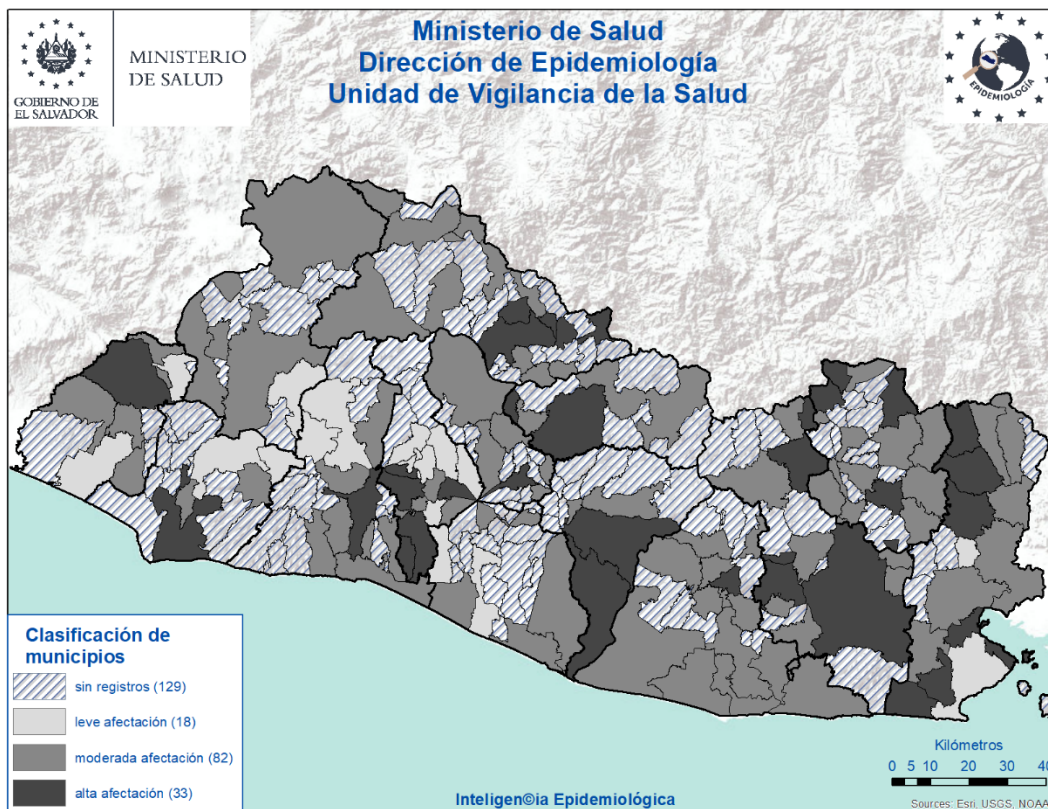 GOBIERNO DE
EL SALVADOR
MINISTERIO
DE SALUD
Ministerio de Salud
Dirección de Epidemiología
Unidad de Vigilancia de la Salud
EPIDEMIOLOGÍA
Clasificación de
municipios
sin registros (129)
leve afectación (18)
moderada afectación (82)
alta afectación (33)
Inteligen©ia Epidemiológica
Kilómetros
0 5 10 20 30 40
Sources: Esri, USGS, NOAA